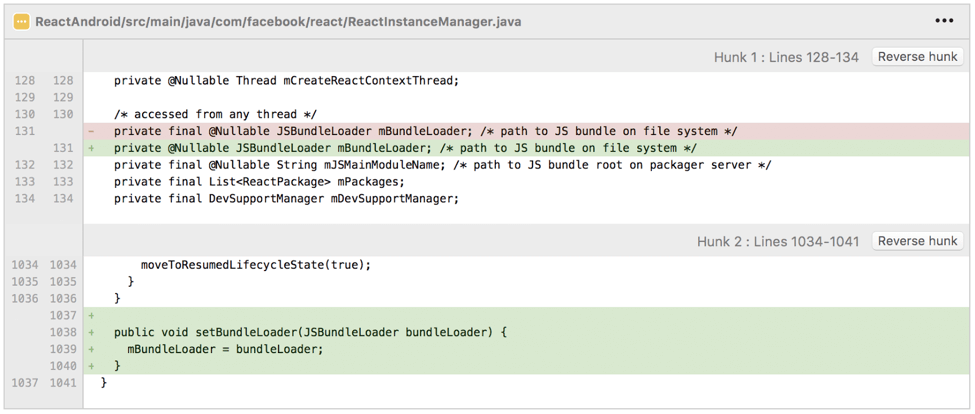 ReactAndroid/src/main/java/com/facebook/react/ReactInstanceManager.java
Hunk 1 : Lines 128-134 Reverse hunk
128 128 private @Nullable Thread mCreateReactContextThread;
129 129
130 130 /* accessed from any thread */
131 - private final @Nullable JSBundleLoader mBundleLoader; /* path to JS bundle on file system */
131 + private @Nullable JSBundleLoader mBundleLoader; /* path to JS bundle on file system */
132 132 private final @Nullable String mJSMainModuleName; /* path to JS bundle root on packager server */
133 133 private final List<ReactPackage> mPackages;
134 134 private final DevSupportManager mDevSupportManager;
Hunk 2 : Lines 1034-1041 Reverse hunk
1034 1034 moveToResumedLifecycleState(true);
1035 1035 }
1036 1036 }
1037 +
1038 + public void setBundleLoader(JSBundleLoader bundleLoader) {
1039 + mBundleLoader = bundleLoader;
1040 + }
1037 1041 }